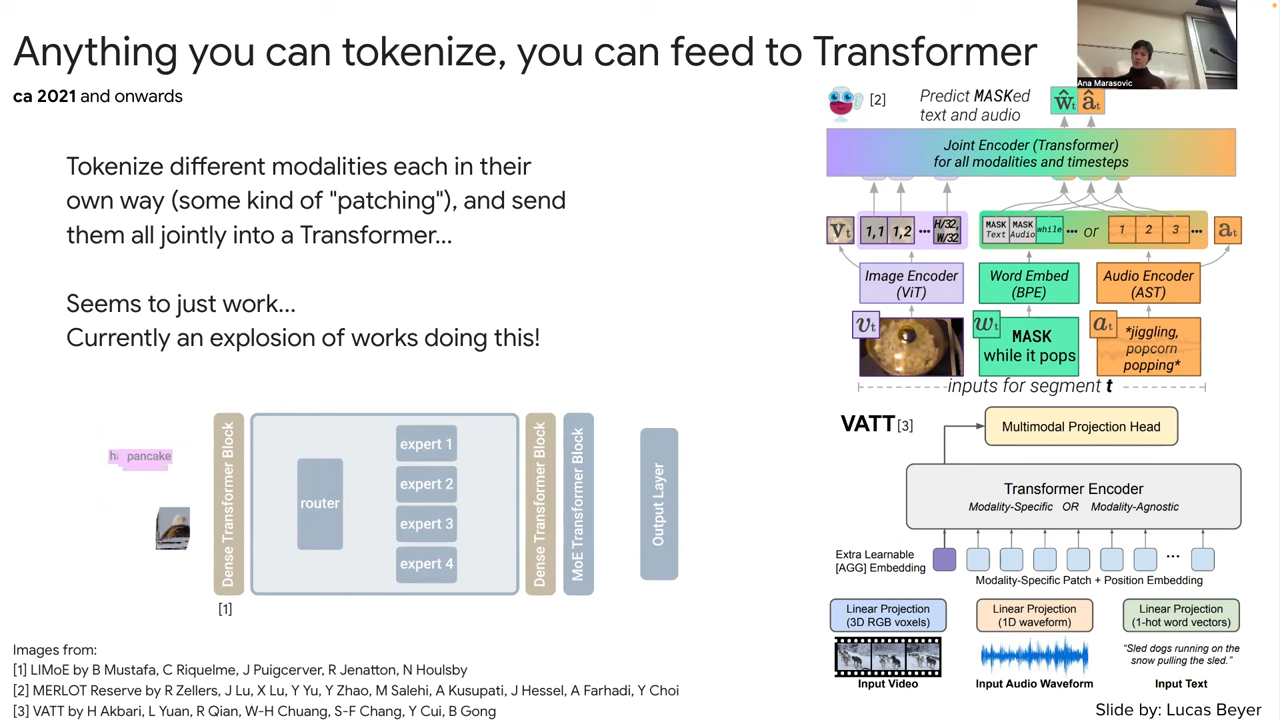 Anything you can tokenize, you can feed to Transformer
ca 2021 and onwards
Ana Marasovic
Tokenize different modalities each in their
own way (some kind of "patching"), and send
them all jointly into a Transformer...
Seems to just work...
Currently an explosion of works doing this!
[2]
Predict MASKed
text and audio
ŵt ât
Joint Encoder (Transformer)
for all modalities and timesteps
vt 1,1 1,2 ••• H/32, W/32
MASK Text MASK Audio while ••• or 1 2 3 ••• at
Image Encoder
(ViT)
Word Embed
(BPE)
Audio Encoder
(AST)
vt
wt
MASK
while it pops
at
*jiggling,
popcorn
popping*
inputs for segment t
pancake
Dense Transformer Block
router
expert 1
expert 2
expert 3
expert 4
Dense Transformer Block
MoE Transformer Block
Output Layer
[1]
VATT[3]
Multimodal Projection Head
Transformer Encoder
Modality-Specific OR Modality-Agnostic
Extra Learnable
[AGG] Embedding
•••
Modality-Specific Patch + Position Embedding
Linear Projection
(3D RGB voxels)
Linear Projection
(1D waveform)
Linear Projection
(1-hot word vectors)
"Sled dogs running on the
snow pulling the sled."
Input Video
Input Audio Waveform
Input Text
Images from:
[1] LIMoE by B Mustafa, C Riquelme, J Puigcerver, R Jenatton, N Houlsby
[2] MERLOT Reserve by R Zellers, J Lu, X Lu, Y Yu, Y Zhao, M Salehi, A Kusupati, J Hessel, A Farhadi, Y Choi
[3] VATT by H Akbari, L Yuan, R Qian, W-H Chuang, S-F Chang, Y Cui, B Gong
Slide by: Lucas Beyer